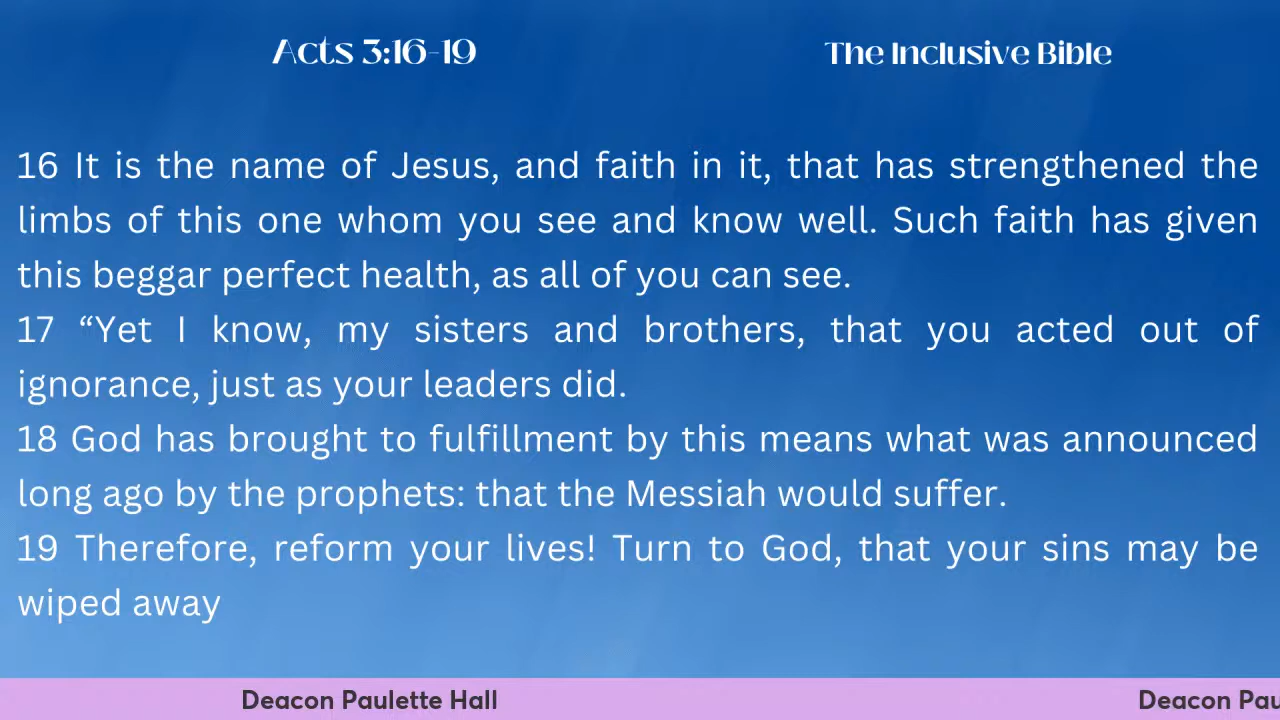 Acts 3:16-19
The Inclusive Bible
16 It is the name of Jesus, and faith in it, that has strengthened the
limbs of this one whom you see and know well. Such faith has given
this beggar perfect health, as all of you can see.
17 “Yet I know, my sisters and brothers, that you acted out of
ignorance, just as your leaders did.
18 God has brought to fulfillment by this means what was announced
long ago by the prophets: that the Messiah would suffer.
19 Therefore, reform your lives! Turn to God, that your sins may be
wiped away
Deacon Paulette Hall
Deacon